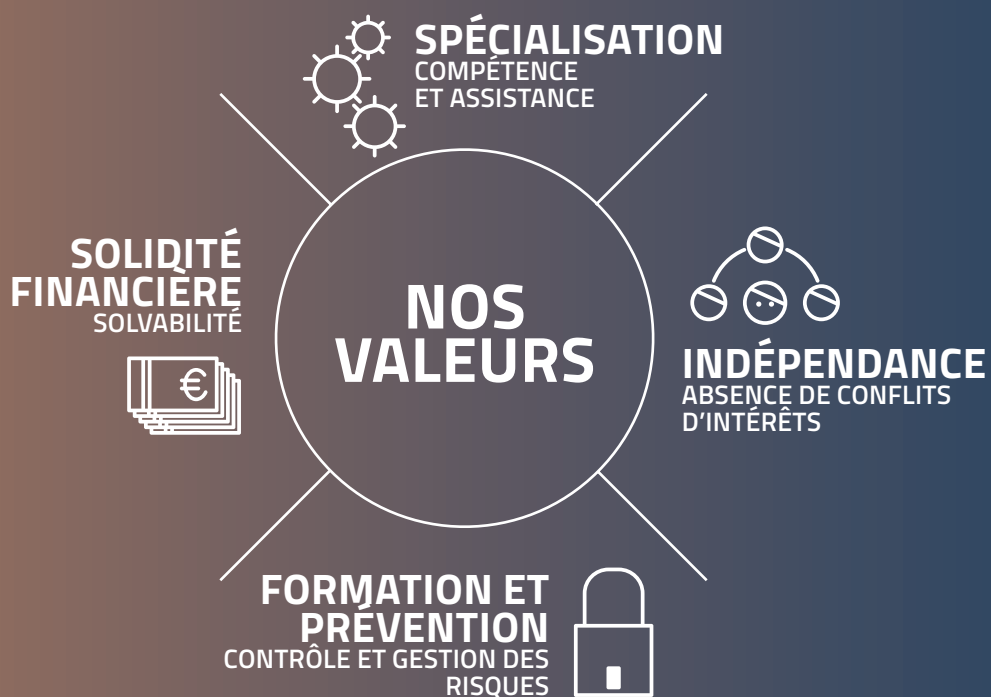 SPÉCIALISATION
COMPÉTENCE
ET ASSISTANCE
SOLIDITÉ
FINANCIÈRE
SOLVABILITÉ
€
NOS
VALEURS
INDÉPENDANCE
ABSENCE DE CONFLITS
D'INTÉRÊTS
FORMATION ET
PRÉVENTION
CONTRÔLE ET GESTION DES
RISQUES